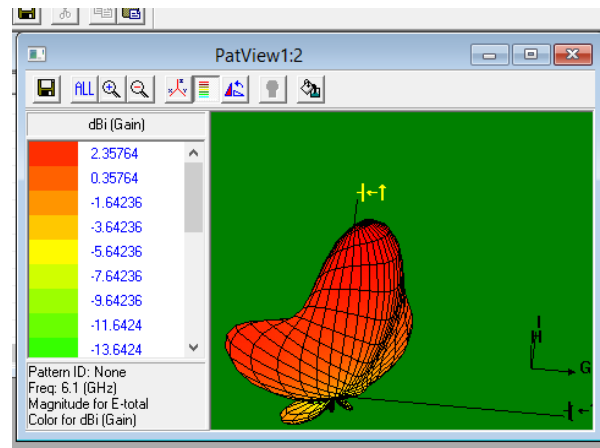 PatView1:2
ALL
dBi (Gain)
2.35764
0.35764
-1.64236
-3.64236
-5.64236
-7.64236
-9.64236
-11.6424
-13.6424
Pattern ID: None
Freq: 6.1 (GHz)
Magnitude for E-total
Color for dBi (Gain)
G